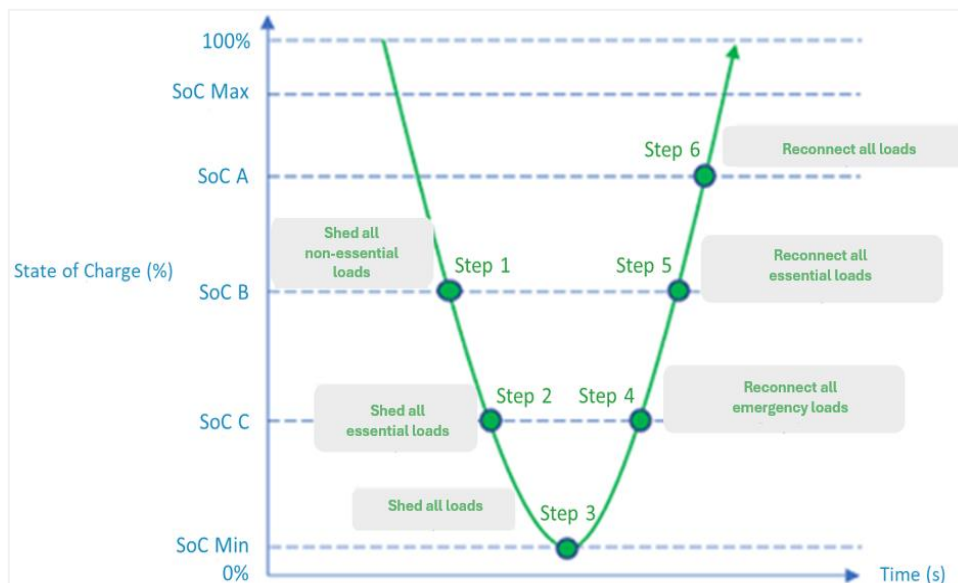 100%
SoC Max
Step 6
Reconnect all loads
SoC A
Shed all
non-essential
loads
Step 1
Step 5
Reconnect all
essential loads
State of Charge (%)
SoC B
Shed all
essential loads
Step 2
Step 4
Reconnect all
emergency loads
SoC C
Shed all loads
Step 3
SoC Min
0%
Time (s)